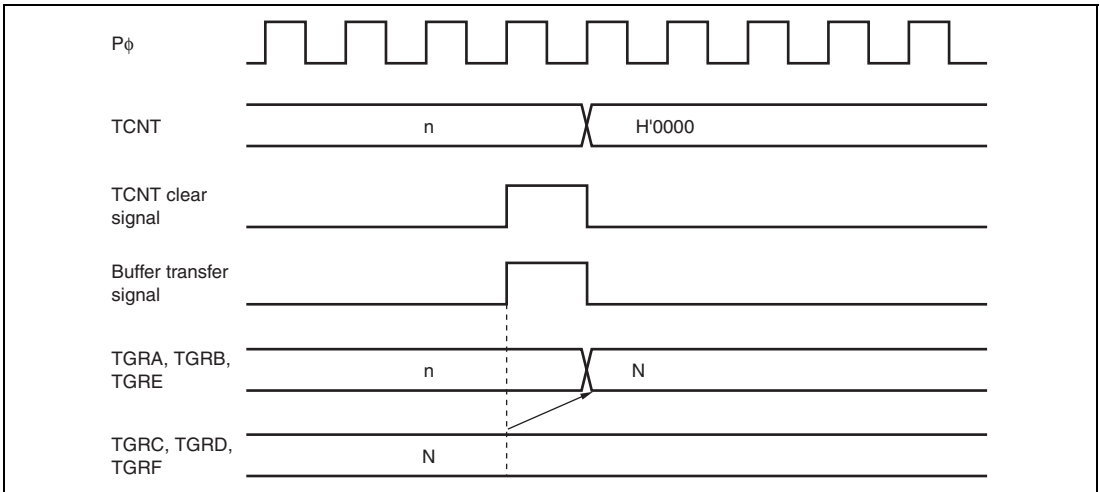 Pϕ
TCNT
n
H'0000
TCNT clear
signal
Buffer transfer
signal
TGRA, TGRB,
TGRE
n
N
TGRC, TGRD,
TGRF
N